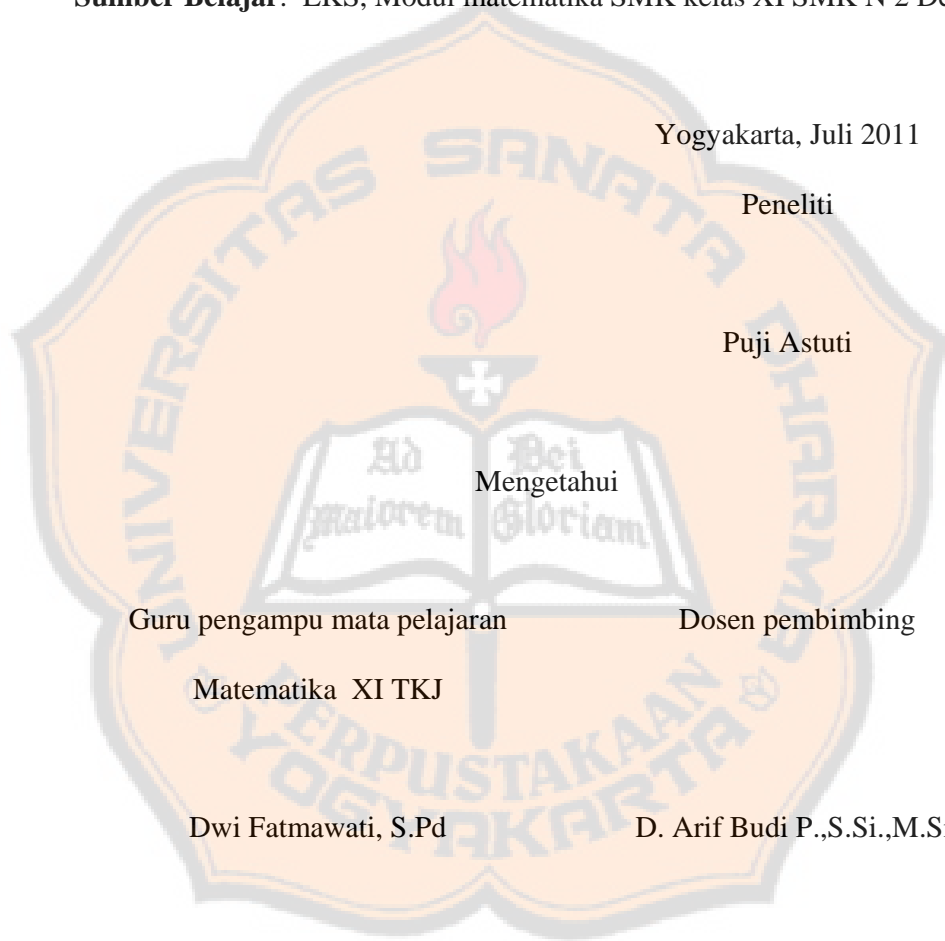 Sumber Belajar: LKS, Modul matematika SMK kelas XI SMK N 2 De
Yogyakarta, Juli 2011
Peneliti
Puji Astuti
Mengetahui
Guru pengampu mata pelajaran Dosen pembimbing
Matematika XI TKJ
Dwi Fatmawati, S.Pd D. Arif Budi P.,S.Si.,M.Si
UNIVERSITAS SANATA DHARMA
Ad Maiorem Dei Gloriam
PERPUSTAKAAN
YOGYAKARTA